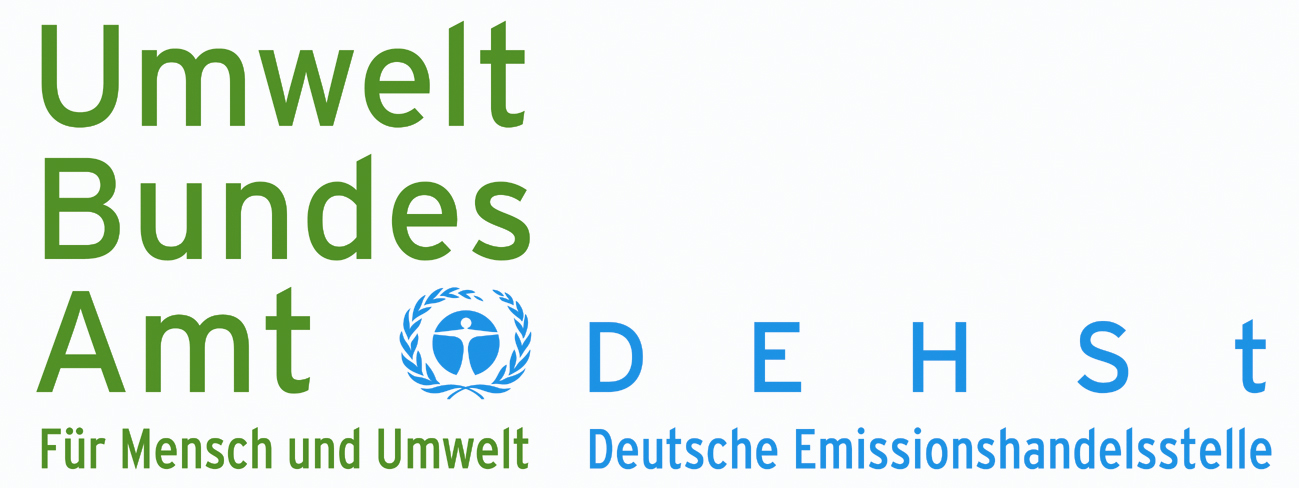 Umwelt
Bundes
Amt
D E H S t
Für Mensch und Umwelt
Deutsche Emissionshandelsstelle